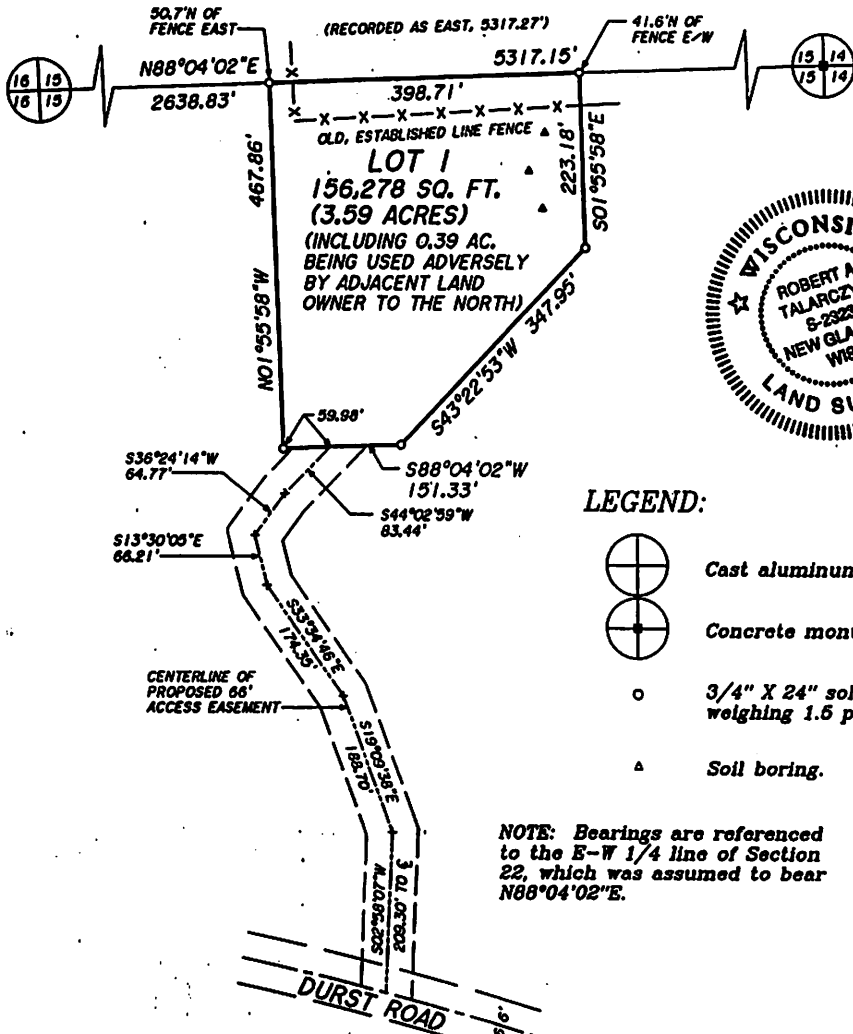 50.7'N OF
FENCE EAST
(RECORDED AS EAST, 5317.27')
41.6'N OF
FENCE E/W
16 15
16 15
N88°04'02"E
5317.15'
15 14
15 14
2638.83'
398.71'
OLD, ESTABLISHED LINE FENCE
LOT 1
156,278 SQ. FT.
(3.59 ACRES)
(INCLUDING 0.39 AC.
BEING USED ADVERSELY
BY ADJACENT LAND
OWNER TO THE NORTH)
467.86'
N01°55'58"W
223.18'
S01°55'58"E
S43°22'53"W 347.95'
WISCONSI
ROBERT A
TALARCZY
S-2323
NEW GLA
WIS
LAND SU
59.98'
S88°04'02"W
151.33'
S36°24'14"W
64.77'
S44°02'59"W
83.44'
S13°30'05"E
66.21'
S33°34'46"E
174.35'
CENTERLINE OF
PROPOSED 66'
ACCESS EASEMENT
S19°09'38"E
188.70'
S02°58'07"W
209.30' TO
DURST ROAD
LEGEND:
Cast aluminum
Concrete monu
3/4" X 24" sol
weighing 1.5 p
Soil boring.
NOTE: Bearings are referenced
to the E-W 1/4 line of Section
22, which was assumed to bear
N88°04'02"E.